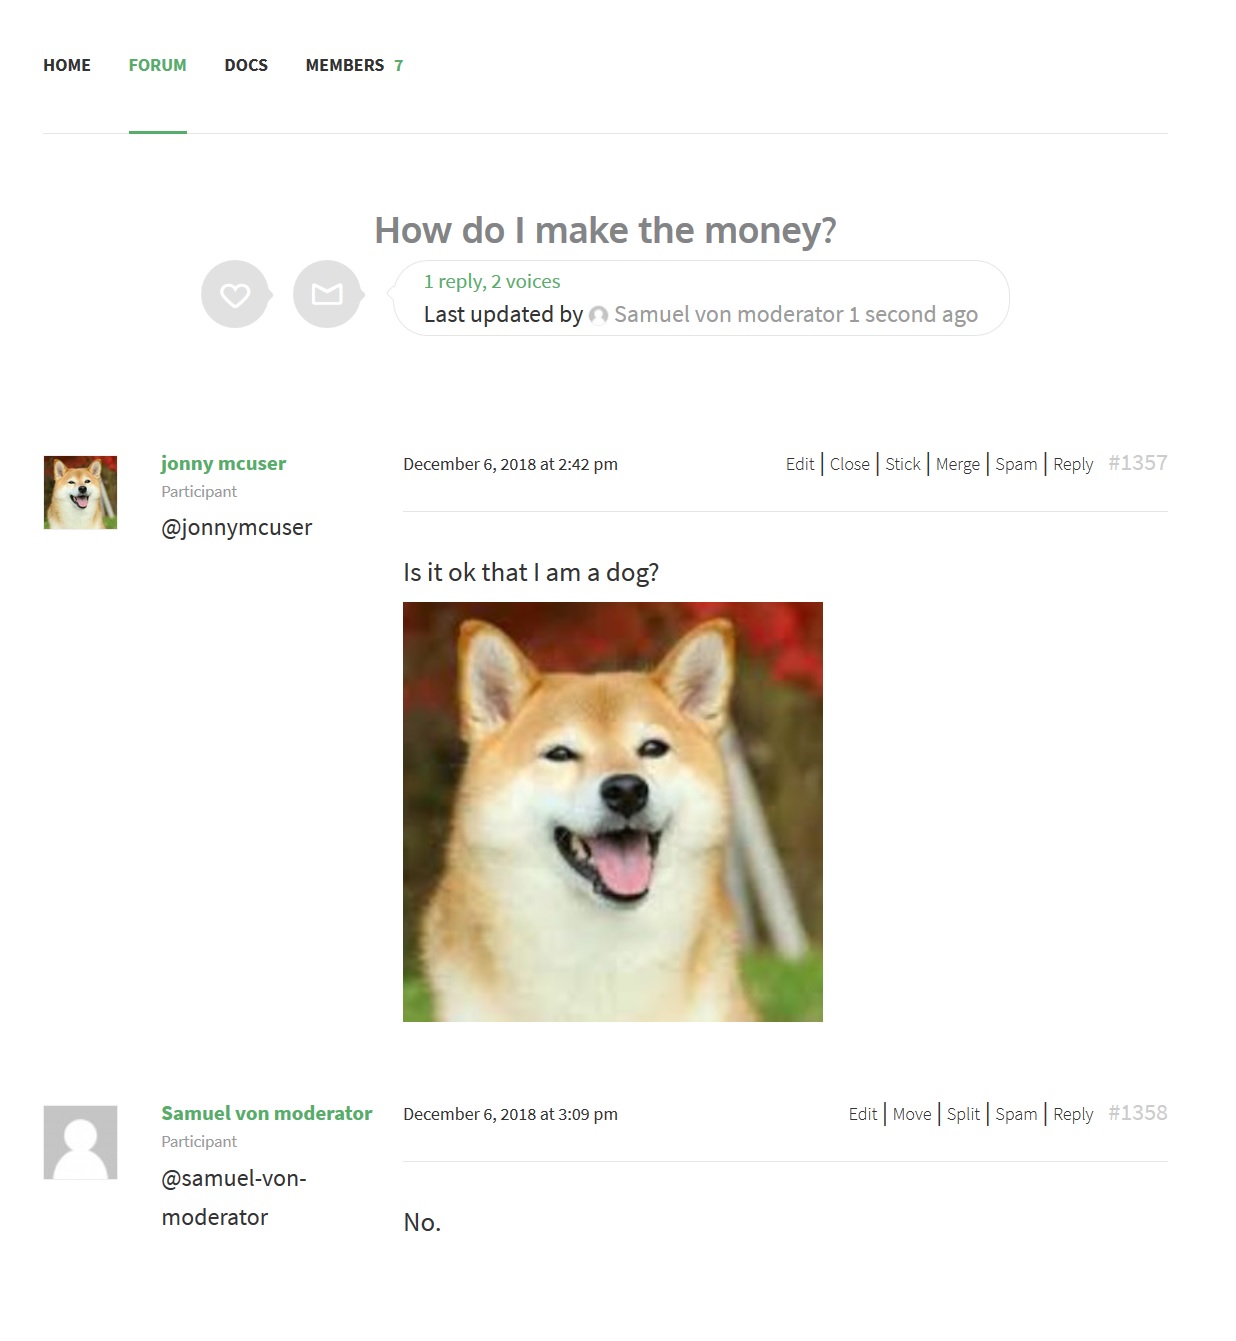 HOME FORUM DOCS MEMBERS 7
How do I make the money?
1 reply, 2 voices
Last updated by Samuel von moderator 1 second ago
jonny mcuser December 6, 2018 at 2:42 pm Edit | Close | Stick | Merge | Spam | Reply #1357
Participant
@jonnymcuser
Is it ok that I am a dog?
Samuel von moderator December 6, 2018 at 3:09 pm Edit | Move | Split | Spam | Reply #1358
Participant
@samuel-von-
moderator
No.